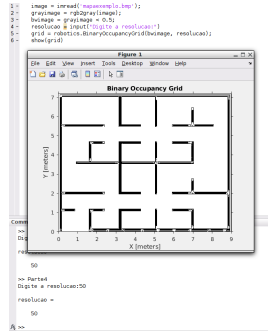 1 - image = imread('mapaexemplo.bmp');
2 - grayimage = rgb2gray(image);
3 - bwimage = grayimage < 0.5;
4 - resolucao = input("Digite a resolucao:")
5 - grid = robotics.BinaryOccupancyGrid(bwimage, resolucao);
6 - show(grid)
Figure 1
File Edit View Insert Tools Desktop Window Help
Binary Occupancy Grid
7
6
5
4
3
2
1
0
Y [meters]
0 1 2 3 4 5 6 7 8 9
X [meters]
Comm
>>
Dig
reso
50
>> Parte4
Digite a resolucao:50
resolucao =
50
>>